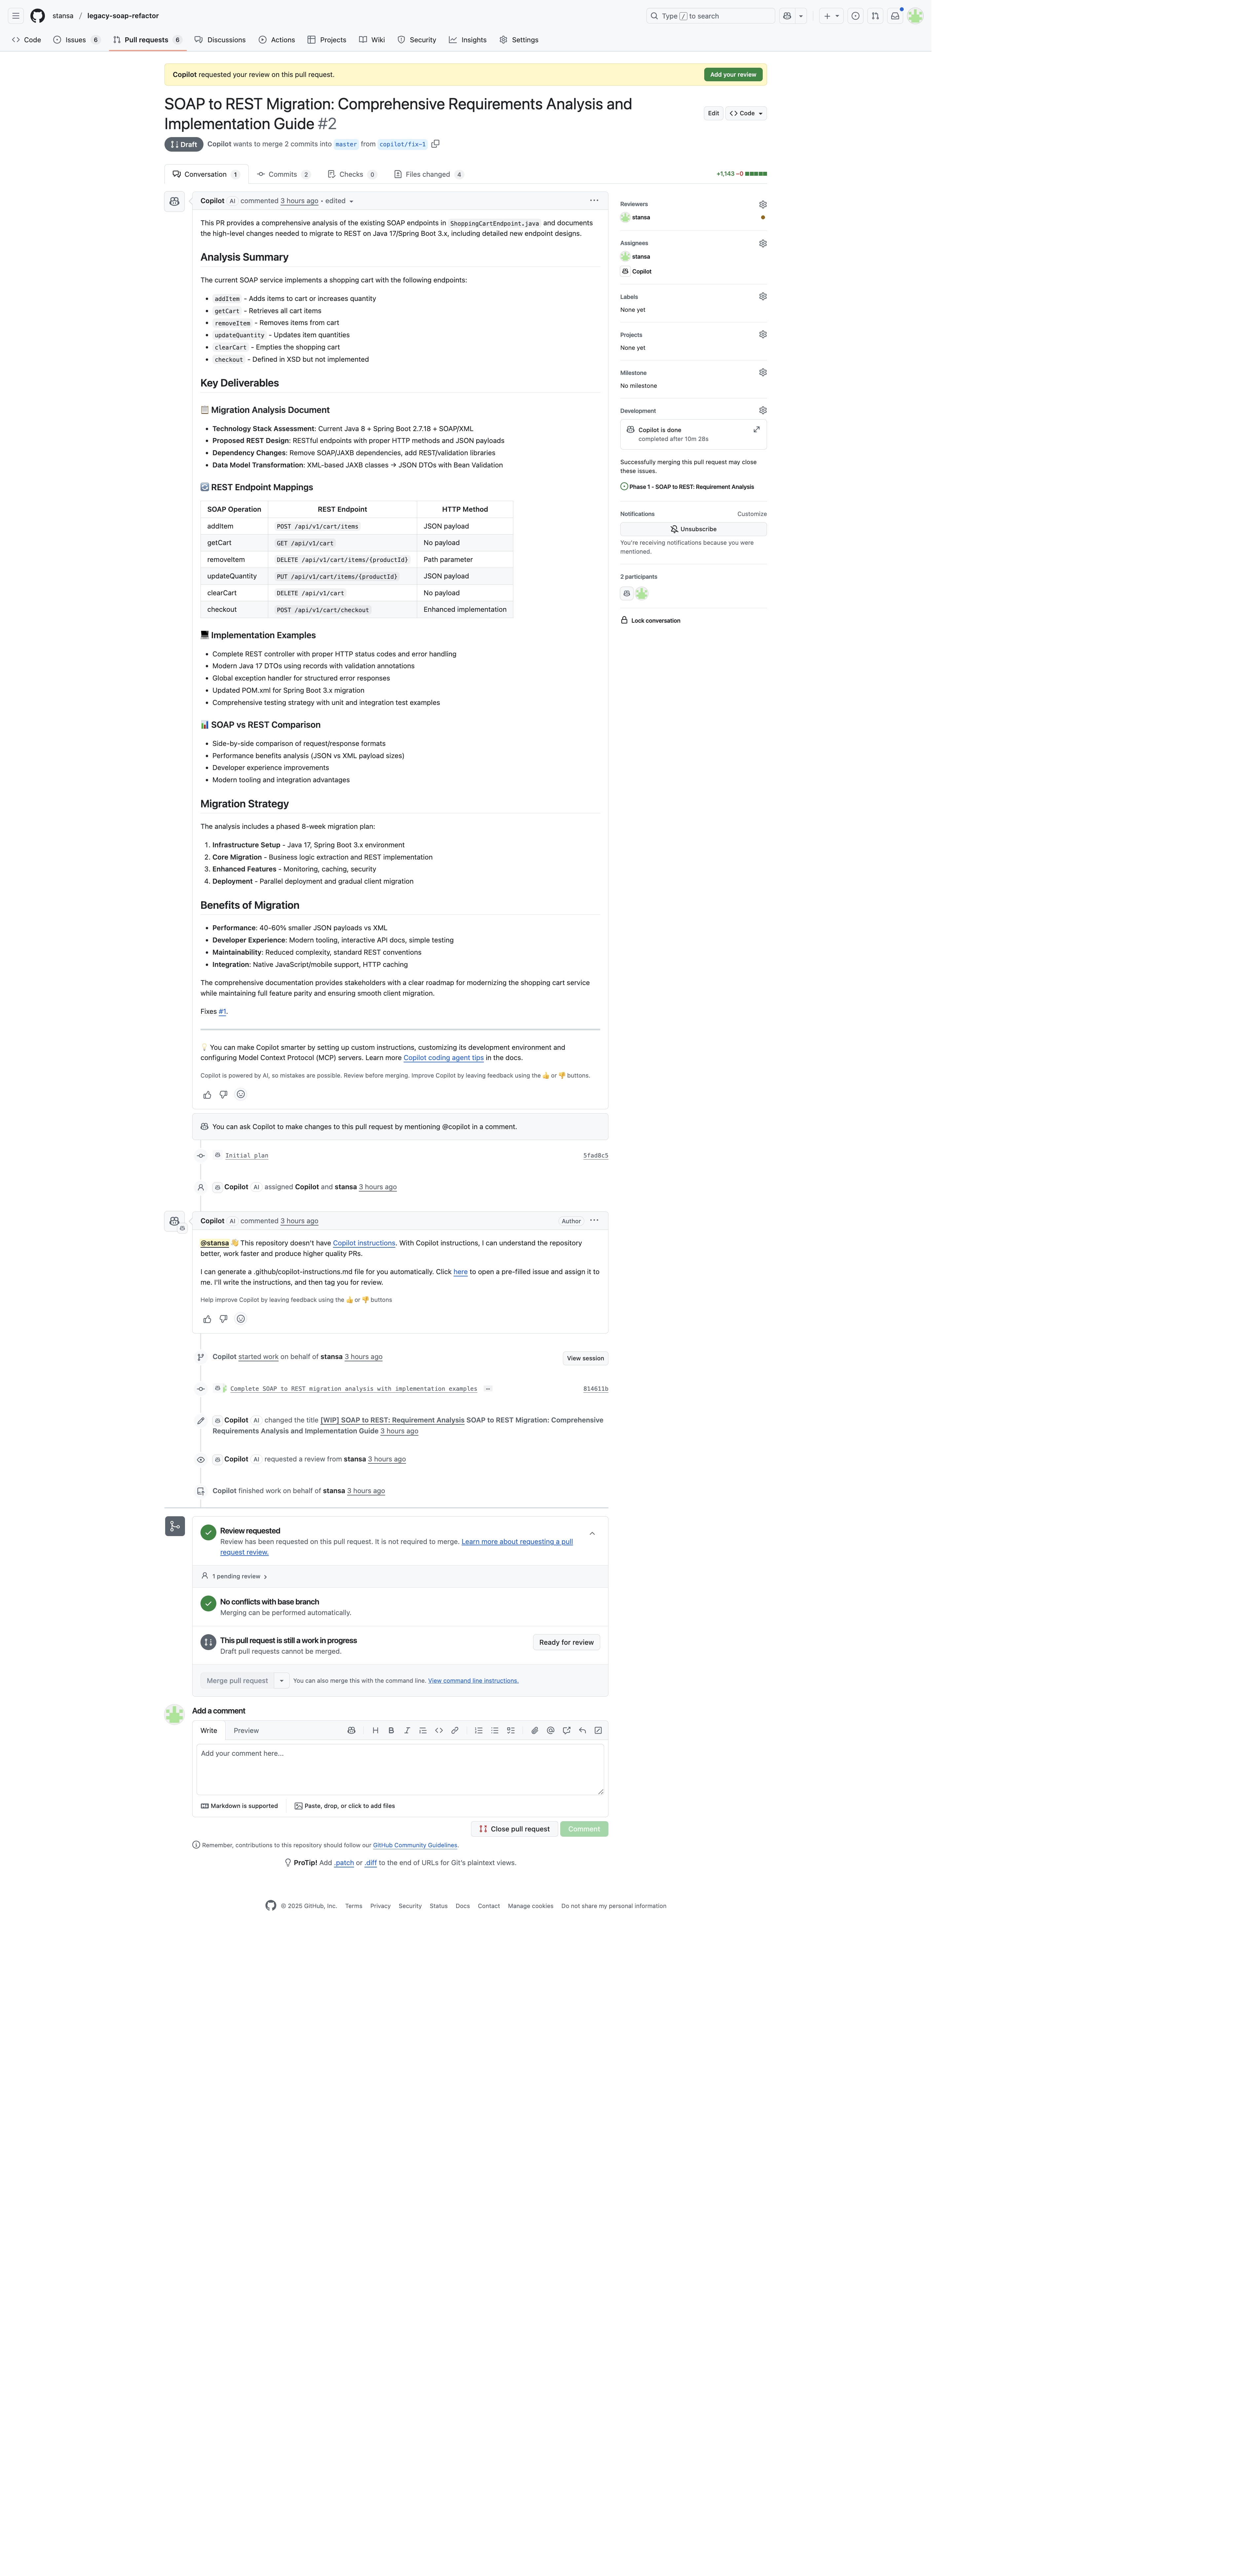 stansa / legacy-soap-refactor
Type / to search
Code Issues 6 Pull requests 6 Discussions Actions Projects Wiki Security Insights Settings
Copilot requested your review on this pull request.
Add your review
SOAP to REST Migration: Comprehensive Requirements Analysis and
Implementation Guide #2
Edit
Code
Draft Copilot wants to merge 2 commits into master from copilot/fix-1
Conversation 1 Commits 2 Checks 0 Files changed 4
+1,143 −0
Copilot AI commented 3 hours ago • edited
This PR provides a comprehensive analysis of the existing SOAP endpoints in ShoppingCartEndpoint.java and documents
the high-level changes needed to migrate to REST on Java 17/Spring Boot 3.x, including detailed new endpoint designs.
Analysis Summary
The current SOAP service implements a shopping cart with the following endpoints:
• addItem - Adds items to cart or increases quantity
• getCart - Retrieves all cart items
• removeItem - Removes items from cart
• updateQuantity - Updates item quantities
• clearCart - Empties the shopping cart
• checkout - Defined in XSD but not implemented
Key Deliverables
📋 Migration Analysis Document
• Technology Stack Assessment: Current Java 8 + Spring Boot 2.7.18 + SOAP/XML
• Proposed REST Design: RESTful endpoints with proper HTTP methods and JSON payloads
• Dependency Changes: Remove SOAP/JAXB dependencies, add REST/validation libraries
• Data Model Transformation: XML-based JAXB classes → JSON DTOs with Bean Validation
🔄 REST Endpoint Mappings
SOAP Operation REST Endpoint HTTP Method
addItem POST /api/v1/cart/items JSON payload
getCart GET /api/v1/cart No payload
removeItem DELETE /api/v1/cart/items/{productId} Path parameter
updateQuantity PUT /api/v1/cart/items/{productId} JSON payload
clearCart DELETE /api/v1/cart No payload
checkout POST /api/v1/cart/checkout Enhanced implementation
💻 Implementation Examples
• Complete REST controller with proper HTTP status codes and error handling
• Modern Java 17 DTOs using records with validation annotations
• Global exception handler for structured error responses
• Updated POM.xml for Spring Boot 3.x migration
• Comprehensive testing strategy with unit and integration test examples
📊 SOAP vs REST Comparison
• Side-by-side comparison of request/response formats
• Performance benefits analysis (JSON vs XML payload sizes)
• Developer experience improvements
• Modern tooling and integration advantages
Migration Strategy
The analysis includes a phased 8-week migration plan:
1. Infrastructure Setup - Java 17, Spring Boot 3.x environment
2. Core Migration - Business logic extraction and REST implementation
3. Enhanced Features - Monitoring, caching, security
4. Deployment - Parallel deployment and gradual client migration
Benefits of Migration
• Performance: 40-60% smaller JSON payloads vs XML
• Developer Experience: Modern tooling, interactive API docs, simple testing
• Maintainability: Reduced complexity, standard REST conventions
• Integration: Native JavaScript/mobile support, HTTP caching
The comprehensive documentation provides stakeholders with a clear roadmap for modernizing the shopping cart service
while maintaining full feature parity and ensuring smooth client migration.
Fixes #1.
💡 You can make Copilot smarter by setting up custom instructions, customizing its development environment and
configuring Model Context Protocol (MCP) servers. Learn more Copilot coding agent tips in the docs.
Copilot is powered by AI, so mistakes are possible. Review before merging. Improve Copilot by leaving feedback using the 👍 or 👎 buttons.
You can ask Copilot to make changes to this pull request by mentioning @copilot in a comment.
Initial plan 5fad8c5
Copilot AI assigned Copilot and stansa 3 hours ago
Copilot AI commented 3 hours ago Author
@stansa 👋 This repository doesn't have Copilot instructions. With Copilot instructions, I can understand the repository
better, work faster and produce higher quality PRs.
I can generate a .github/copilot-instructions.md file for you automatically. Click here to open a pre-filled issue and assign it to
me. I'll write the instructions, and then tag you for review.
Help improve Copilot by leaving feedback using the 👍 or 👎 buttons
Copilot started work on behalf of stansa 3 hours ago
View session
Complete SOAP to REST migration analysis with implementation examples ... 814611b
Copilot AI changed the title [WIP] SOAP to REST: Requirement Analysis SOAP to REST Migration: Comprehensive
Requirements Analysis and Implementation Guide 3 hours ago
Copilot AI requested a review from stansa 3 hours ago
Copilot finished work on behalf of stansa 3 hours ago
Review requested
Review has been requested on this pull request. It is not required to merge. Learn more about requesting a pull
request review.
1 pending review
No conflicts with base branch
Merging can be performed automatically.
This pull request is still a work in progress
Draft pull requests cannot be merged.
Ready for review
Merge pull request
You can also merge this with the command line. View command line instructions.
Add a comment
Write Preview
Add your comment here...
Markdown is supported
Paste, drop, or click to add files
Close pull request
Comment
Remember, contributions to this repository should follow our GitHub Community Guidelines.
ProTip! Add .patch or .diff to the end of URLs for Git's plaintext views.
Reviewers
stansa
Assignees
stansa
Copilot
Labels
None yet
Projects
None yet
Milestone
No milestone
Development
Copilot is done
completed after 10m 28s
Successfully merging this pull request may close
these issues.
Phase 1 - SOAP to REST: Requirement Analysis
Notifications Customize
Unsubscribe
You're receiving notifications because you were
mentioned.
2 participants
Lock conversation
© 2025 GitHub, Inc. Terms Privacy Security Status Docs Contact Manage cookies Do not share my personal information